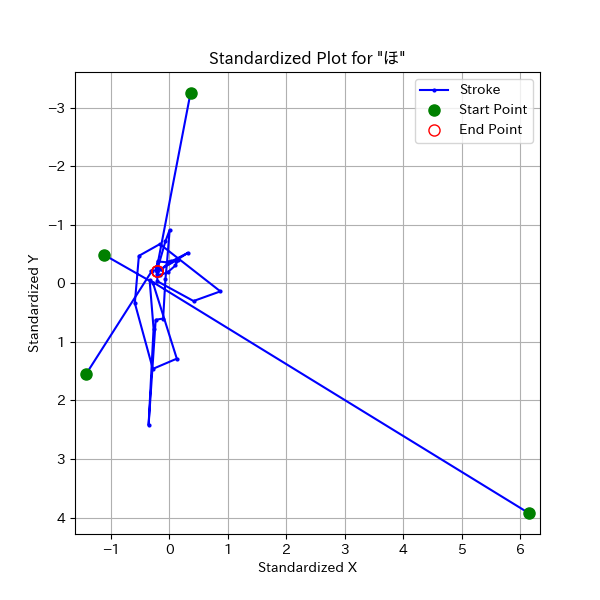 Standardized Plot for "ほ"
Stroke
Start Point
End Point
−3
−2
−1
0
1
2
3
4
Standardized Y
−1
0
1
2
3
4
5
6
Standardized X